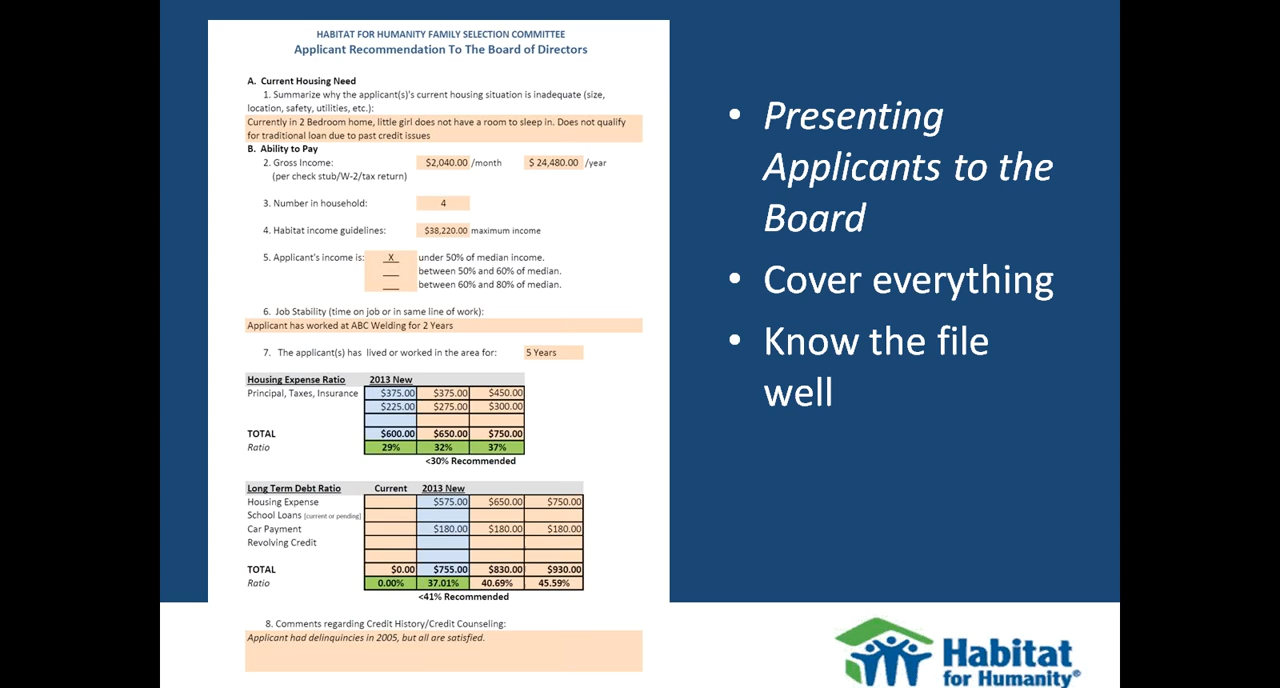 HABITAT FOR HUMANITY FAMILY SELECTION COMMITTEE
Applicant Recommendation To The Board of Directors
A. Current Housing Need
1. Summarize why the applicant(s)'s current housing situation is inadequate (size,
location, safety, utilities, etc.):
Currently in 2 Bedroom home, little girl does not have a room to sleep in. Does not qualify
for traditional loan due to past credit issues
B. Ability to Pay
2. Gross Income: $2,040.00 /month $ 24,480.00 /year
(per check stub/W-2/tax return)
3. Number in household: 4
4. Habitat income guidelines: $38,220.00 maximum income
5. Applicant's income is: X under 50% of median income.
___ between 50% and 60% of median.
___ between 60% and 80% of median.
6. Job Stability (time on job or in same line of work):
Applicant has worked at ABC Welding for 2 Years
7. The applicant(s) has lived or worked in the area for: 5 Years
Housing Expense Ratio 2013 New
Principal, Taxes, Insurance $375.00 $375.00 $450.00
$225.00 $275.00 $300.00
TOTAL $600.00 $650.00 $750.00
Ratio 29% 32% 37%
<30% Recommended
Long Term Debt Ratio Current 2013 New
Housing Expense $575.00 $650.00 $750.00
School Loans (current or pending)
Car Payment $180.00 $180.00 $180.00
Revolving Credit
TOTAL $0.00 $755.00 $830.00 $930.00
Ratio 0.00% 37.01% 40.69% 45.59%
<41% Recommended
8. Comments regarding Credit History/Credit Counseling:
Applicant had delinquincies in 2005, but all are satisfied.
• Presenting
Applicants to the
Board
• Cover everything
• Know the file
well
Habitat
for Humanity®